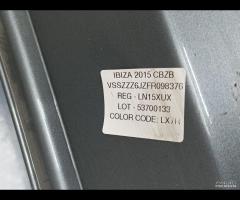 IBIZA 2015 CBZB
VSSZZZ6JZFR098376
REG - LN15XUX
LOT - 53700133
COLOR CODE: